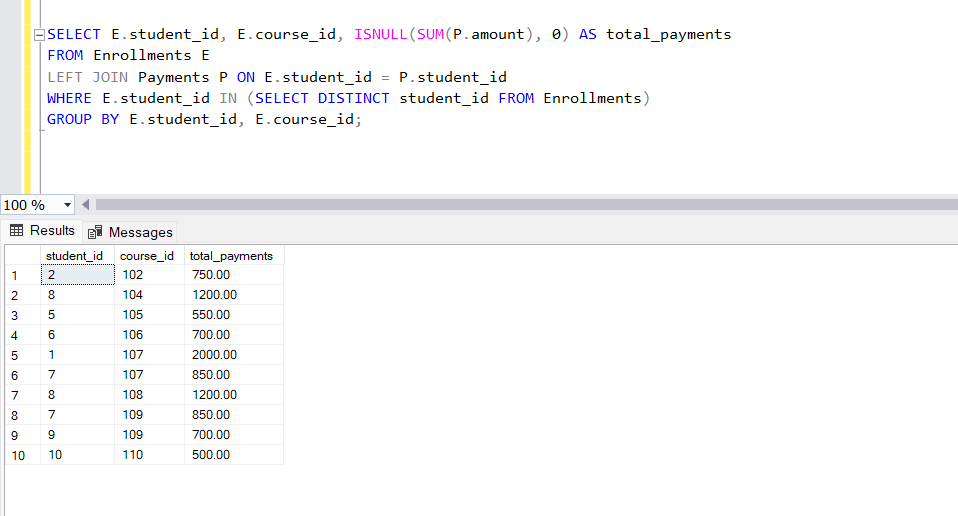 SELECT E.student_id, E.course_id, ISNULL(SUM(P.amount), 0) AS total_payments
FROM Enrollments E
LEFT JOIN Payments P ON E.student_id = P.student_id
WHERE E.student_id IN (SELECT DISTINCT student_id FROM Enrollments)
GROUP BY E.student_id, E.course_id;
100 %
Results Messages
student_id course_id total_payments
1 2 102 750.00
2 8 104 1200.00
3 5 105 550.00
4 6 106 700.00
5 1 107 2000.00
6 7 107 850.00
7 8 108 1200.00
8 7 109 850.00
9 9 109 700.00
10 10 110 500.00